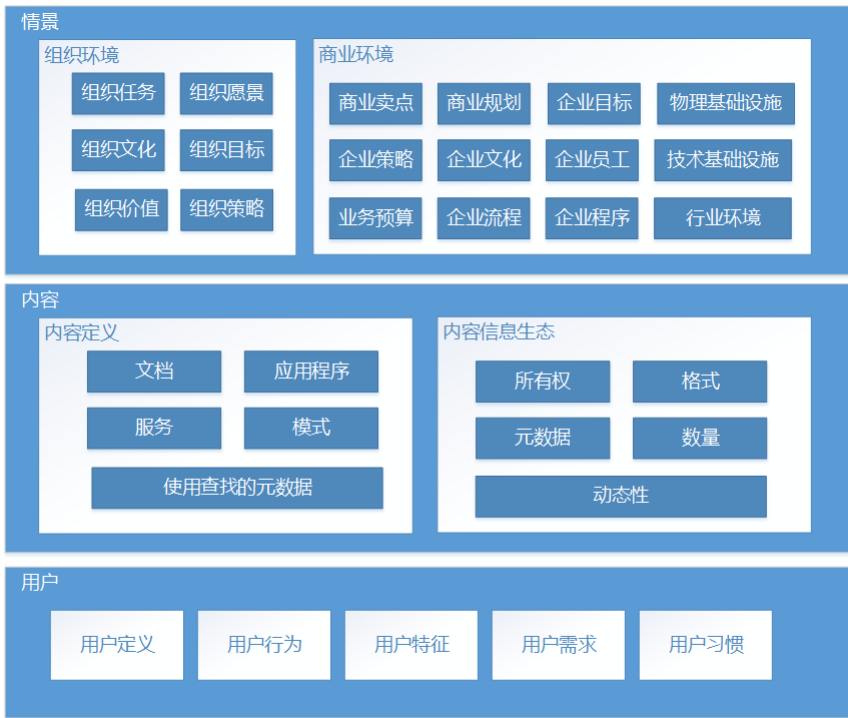 情景
组织环境
组织任务 组织愿景
组织文化 组织目标
组织价值 组织策略
商业环境
商业卖点 商业规划 企业目标 物理基础设施
企业策略 企业文化 企业员工 技术基础设施
业务预算 企业流程 企业程序 行业环境
内容
内容定义
文档 应用程序
服务 模式
使用查找的元数据
内容信息生态
所有权 格式
元数据 数量
动态性
用户
用户定义 用户行为 用户特征 用户需求 用户习惯